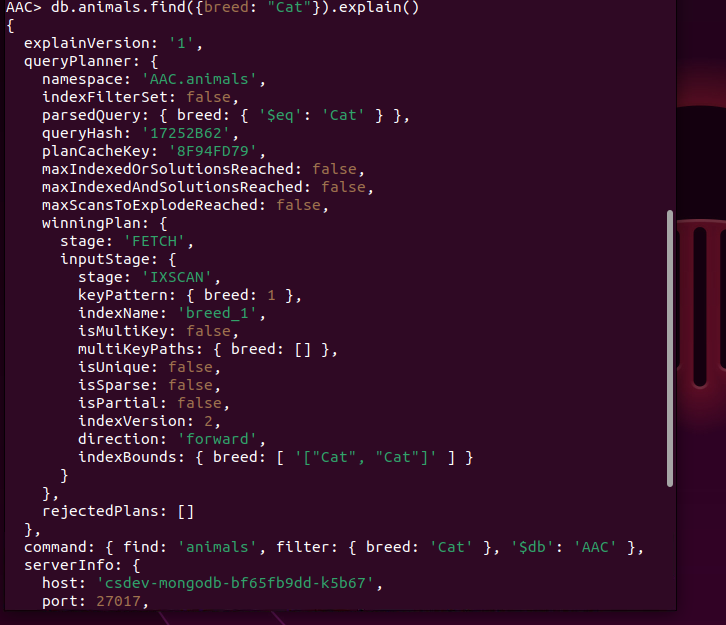 AAC> db.animals.find({breed: "Cat"}).explain()
{
  explainVersion: '1',
  queryPlanner: {
    namespace: 'AAC.animals',
    indexFilterSet: false,
    parsedQuery: { breed: { '$eq': 'Cat' } },
    queryHash: '17252B62',
    planCacheKey: '8F94FD79',
    maxIndexedOrSolutionsReached: false,
    maxIndexedAndSolutionsReached: false,
    maxScansToExplodeReached: false,
    winningPlan: {
      stage: 'FETCH',
      inputStage: {
        stage: 'IXSCAN',
        keyPattern: { breed: 1 },
        indexName: 'breed_1',
        isMultiKey: false,
        multiKeyPaths: { breed: [] },
        isUnique: false,
        isSparse: false,
        isPartial: false,
        indexVersion: 2,
        direction: 'forward',
        indexBounds: { breed: [ '["Cat", "Cat"]' ] }
      }
    },
    rejectedPlans: []
  },
  command: { find: 'animals', filter: { breed: 'Cat' }, '$db': 'AAC' },
  serverInfo: {
    host: 'csdev-mongodb-bf65fb9dd-k5b67',
    port: 27017,